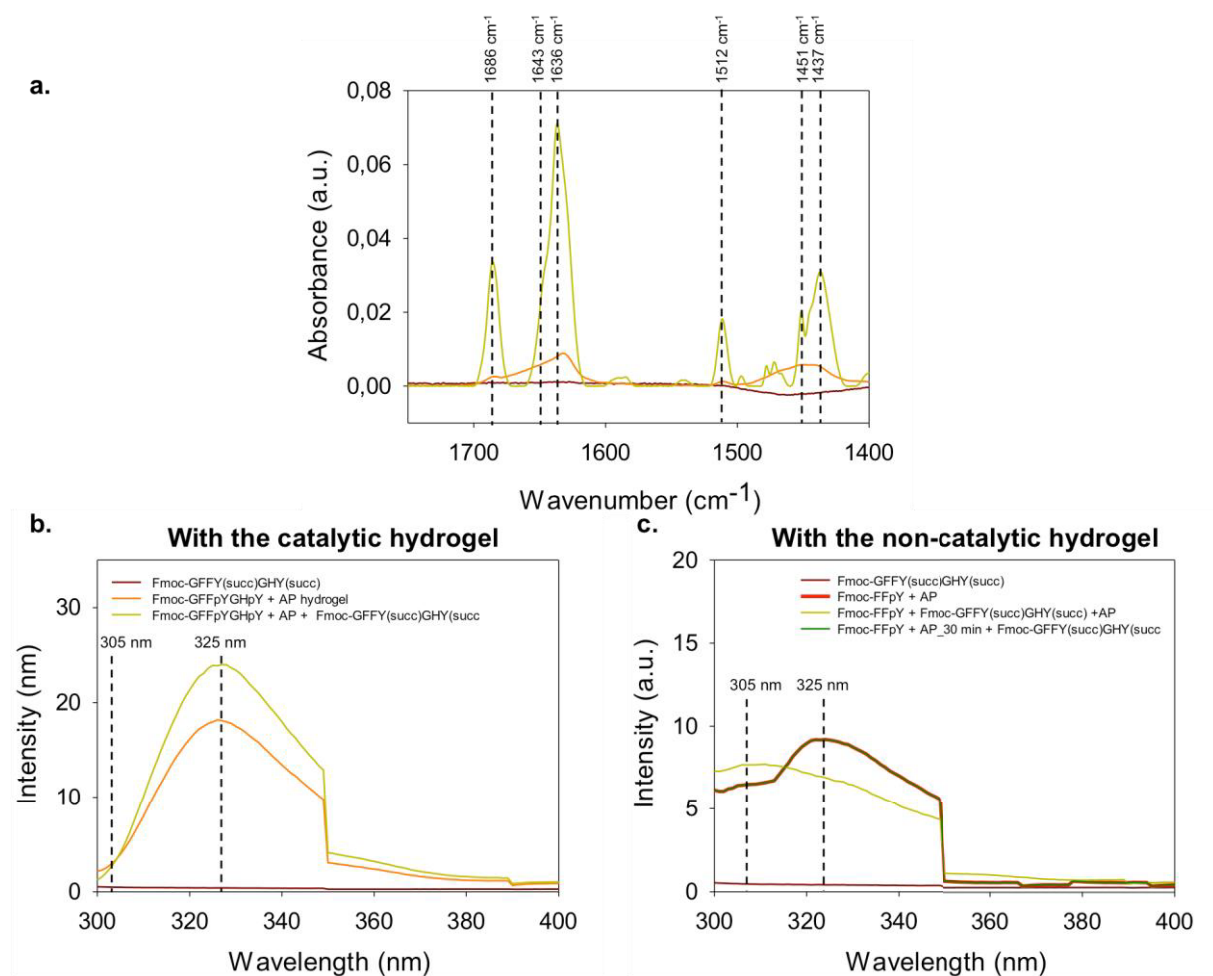 a.
1686 cm-1
1643 cm-1
1636 cm-1
1512 cm-1
1451 cm-1
1437 cm-1
0,08
0,06
0,04
0,02
0,00
Absorbance (a.u.)
1700 1600 1500 1400
Wavenumber (cm-1)
b.
With the catalytic hydrogel
Fmoc-GFFY(succ)GHY(succ)
Fmoc-GFFpYGHpY + AP hydrogel
Fmoc-GFFpYGHpY + AP + Fmoc-GFFY(succ)GHY(succ
305 nm 325 nm
30
20
10
0
Intensity (nm)
300 320 340 360 380 400
Wavelength (nm)
c.
With the non-catalytic hydrogel
Fmoc-GFFY(succ)GHY(succ)
Fmoc-FFpY + AP
Fmoc-FFpY + Fmoc-GFFY(succ)GHY(succ) +AP
Fmoc-FFpY + AP_30 min + Fmoc-GFFY(succ)GHY(succ
305 nm 325 nm
20
15
10
5
0
Intensity (a.u.)
300 320 340 360 380 400
Wavelength (nm)